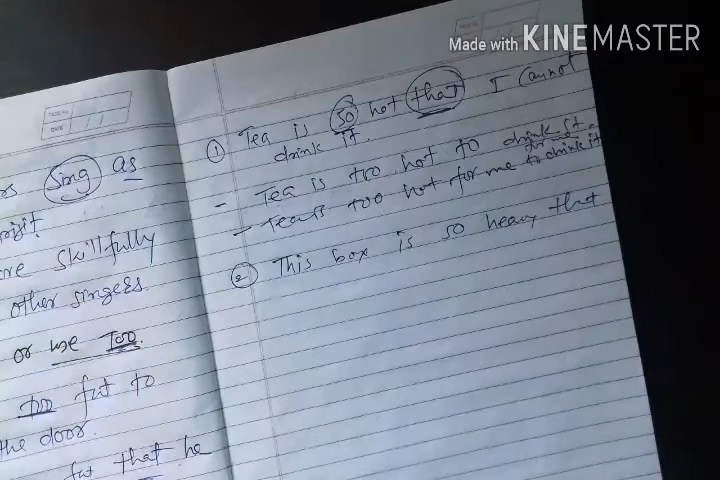 Made with KINEMASTER
Sing as
skillfully
other singers.
or use Too.
too fat to
the door.
fat that he
① Tea is so hot that I cannot
drink it.
- Tea is too hot to drink it.
- Tea is too hot for me to drink it
② This box is so heavy that